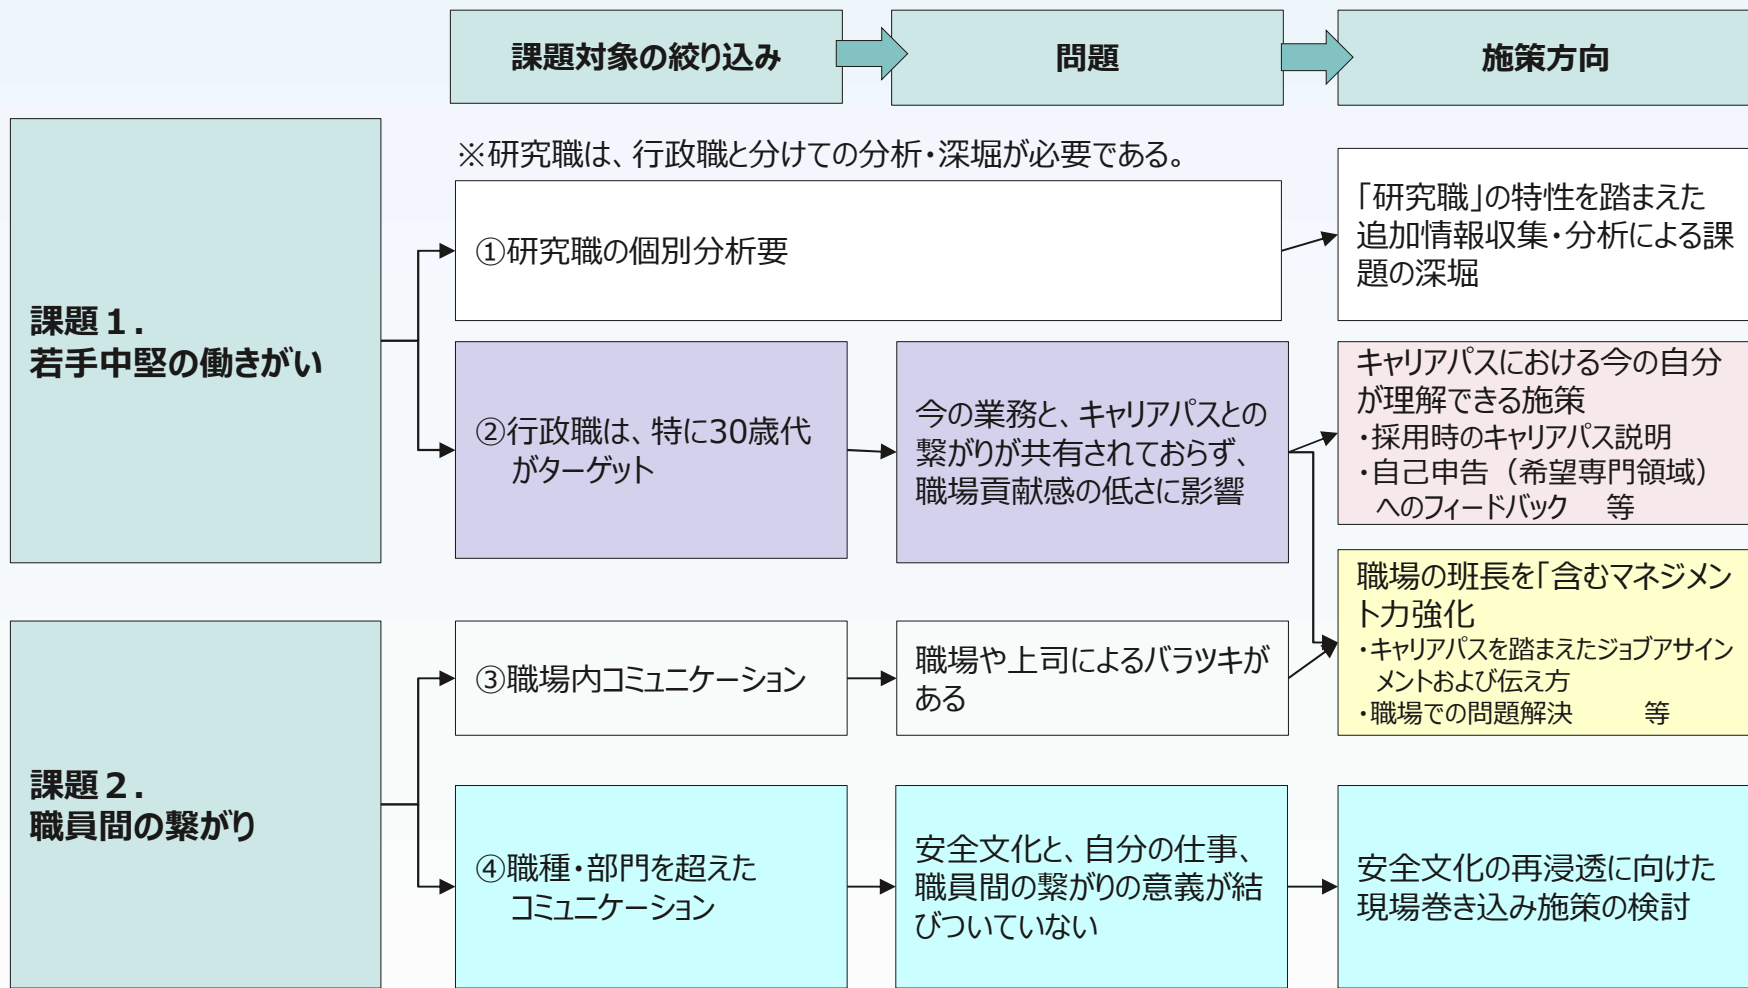 課題対象の絞り込み
問題
施策方向
課題１．
若手中堅の働きがい
※研究職は、行政職と分けての分析・深堀が必要である。
①研究職の個別分析要
「研究職」の特性を踏まえた
追加情報収集・分析による課
題の深堀
②行政職は、特に30歳代
がターゲット
今の業務と、キャリアパスとの
繋がりが共有されておらず、
職場貢献感の低さに影響
キャリアパスにおける今の自分
が理解できる施策
・採用時のキャリアパス説明
・自己申告（希望専門領域）
へのフィードバック　等
職場の班長を「含むマネジメン
ト力強化
・キャリアパスを踏まえたジョブアサイン
メントおよび伝え方
・職場での問題解決　　等
課題２．
職員間の繋がり
③職場内コミュニケーション
職場や上司によるバラツキが
ある
④職種・部門を超えた
コミュニケーション
安全文化と、自分の仕事、
職員間の繋がりの意義が結
びついていない
安全文化の再浸透に向けた
現場巻き込み施策の検討